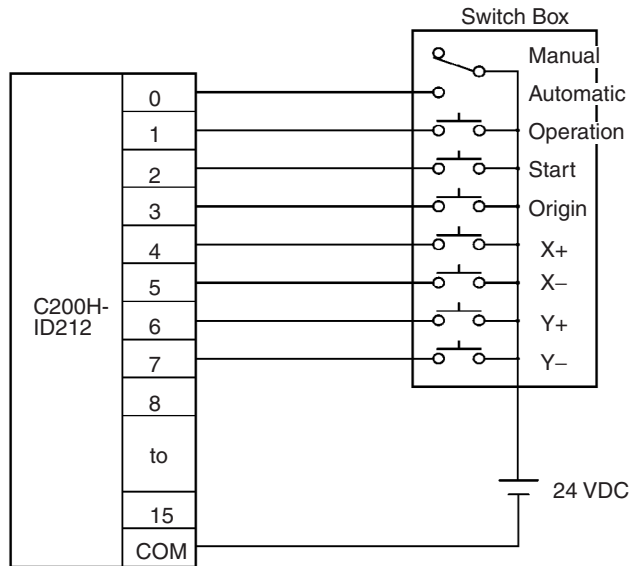 Switch Box
Manual
0
Automatic
1
Operation
2
Start
3
Origin
4
X+
5
X−
C200H-
ID212
6
Y+
7
Y−
8
to
24 VDC
15
COM